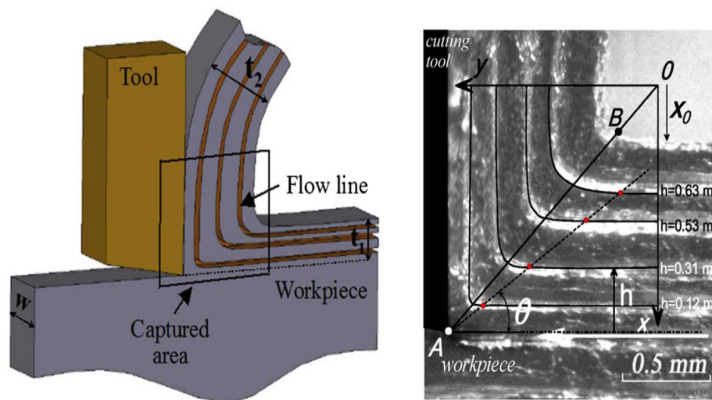 Tool
t₂
Flow line
t₁
Workpiece
w
Captured
area
cutting
tool
y
O
X₀
B
h=0.63 m
h=0.53 m
h=0.31 m
h
h=0.12 m
θ
x
A
workpiece
0.5 mm